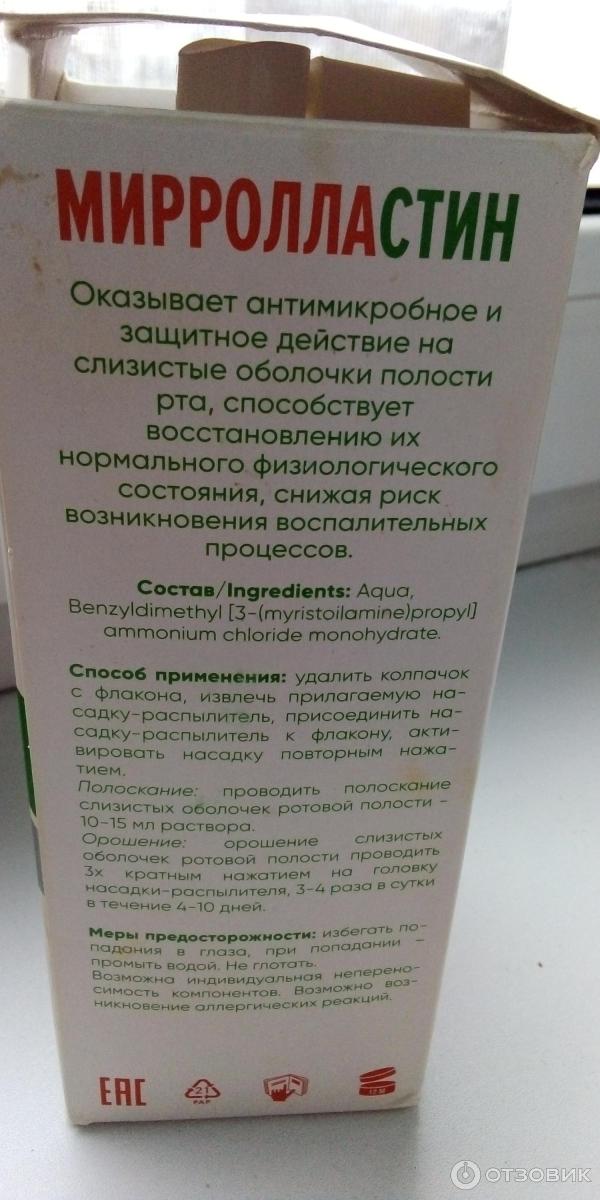 МИРРОЛЛАСТИН
Оказывает антимикробное и
защитное действие на
слизистые оболочки полости
рта, способствует
восстановлению их
нормального физиологического
состояния, снижая риск
возникновения воспалительных
процессов.
Состав/Ingredients: Aqua,
Benzyldimethyl [3-(myristoilamine)propyl]
ammonium chloride monohydrate.
Способ применения: удалить колпачок
с флакона, извлечь прилагаемую на-
садку-распылитель, присоединить на-
садку-распылитель к флакону, акти-
вировать насадку повторным нажа-
тием.
Полоскание: проводить полоскание
слизистых оболочек ротовой полости -
10-15 мл раствора.
Орошение: орошение слизистых
оболочек ротовой полости проводить
3х кратным нажатием на головку
насадки-распылителя, 3-4 раза в сутки
в течение 4-10 дней.
Меры предосторожности: избегать по-
падания в глаза, при попадании –
промыть водой. Не глотать.
Возможна индивидуальная неперено-
симость компонентов. Возможно воз-
никновение аллергических реакций.
EAC
21
PAP
12 M
ОТЗОВИК